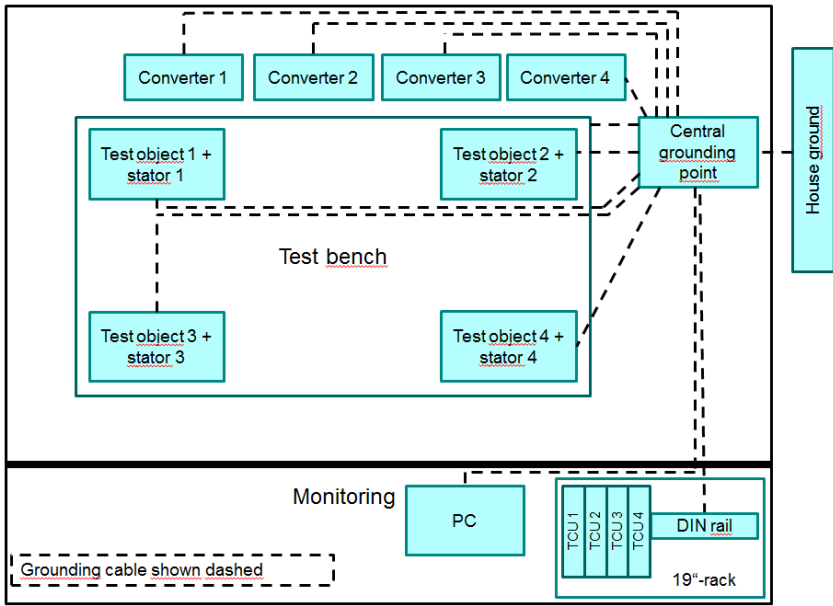 Converter 1
Converter 2
Converter 3
Converter 4
Test object 1 +
stator 1
Test object 2 +
stator 2
Central
grounding
point
House ground
Test bench
Test object 3 +
stator 3
Test object 4 +
stator 4
Monitoring
PC
TCU 1
TCU 2
TCU 3
TCU 4
DIN rail
19“-rack
Grounding cable shown dashed